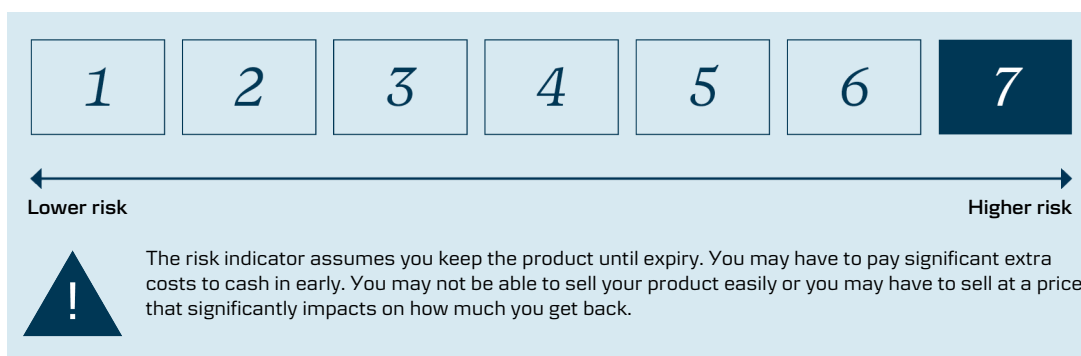 1 2 3 4 5 6 7
Lower risk Higher risk
!
The risk indicator assumes you keep the product until expiry. You may have to pay significant extra
costs to cash in early. You may not be able to sell your product easily or you may have to sell at a price
that significantly impacts on how much you get back.